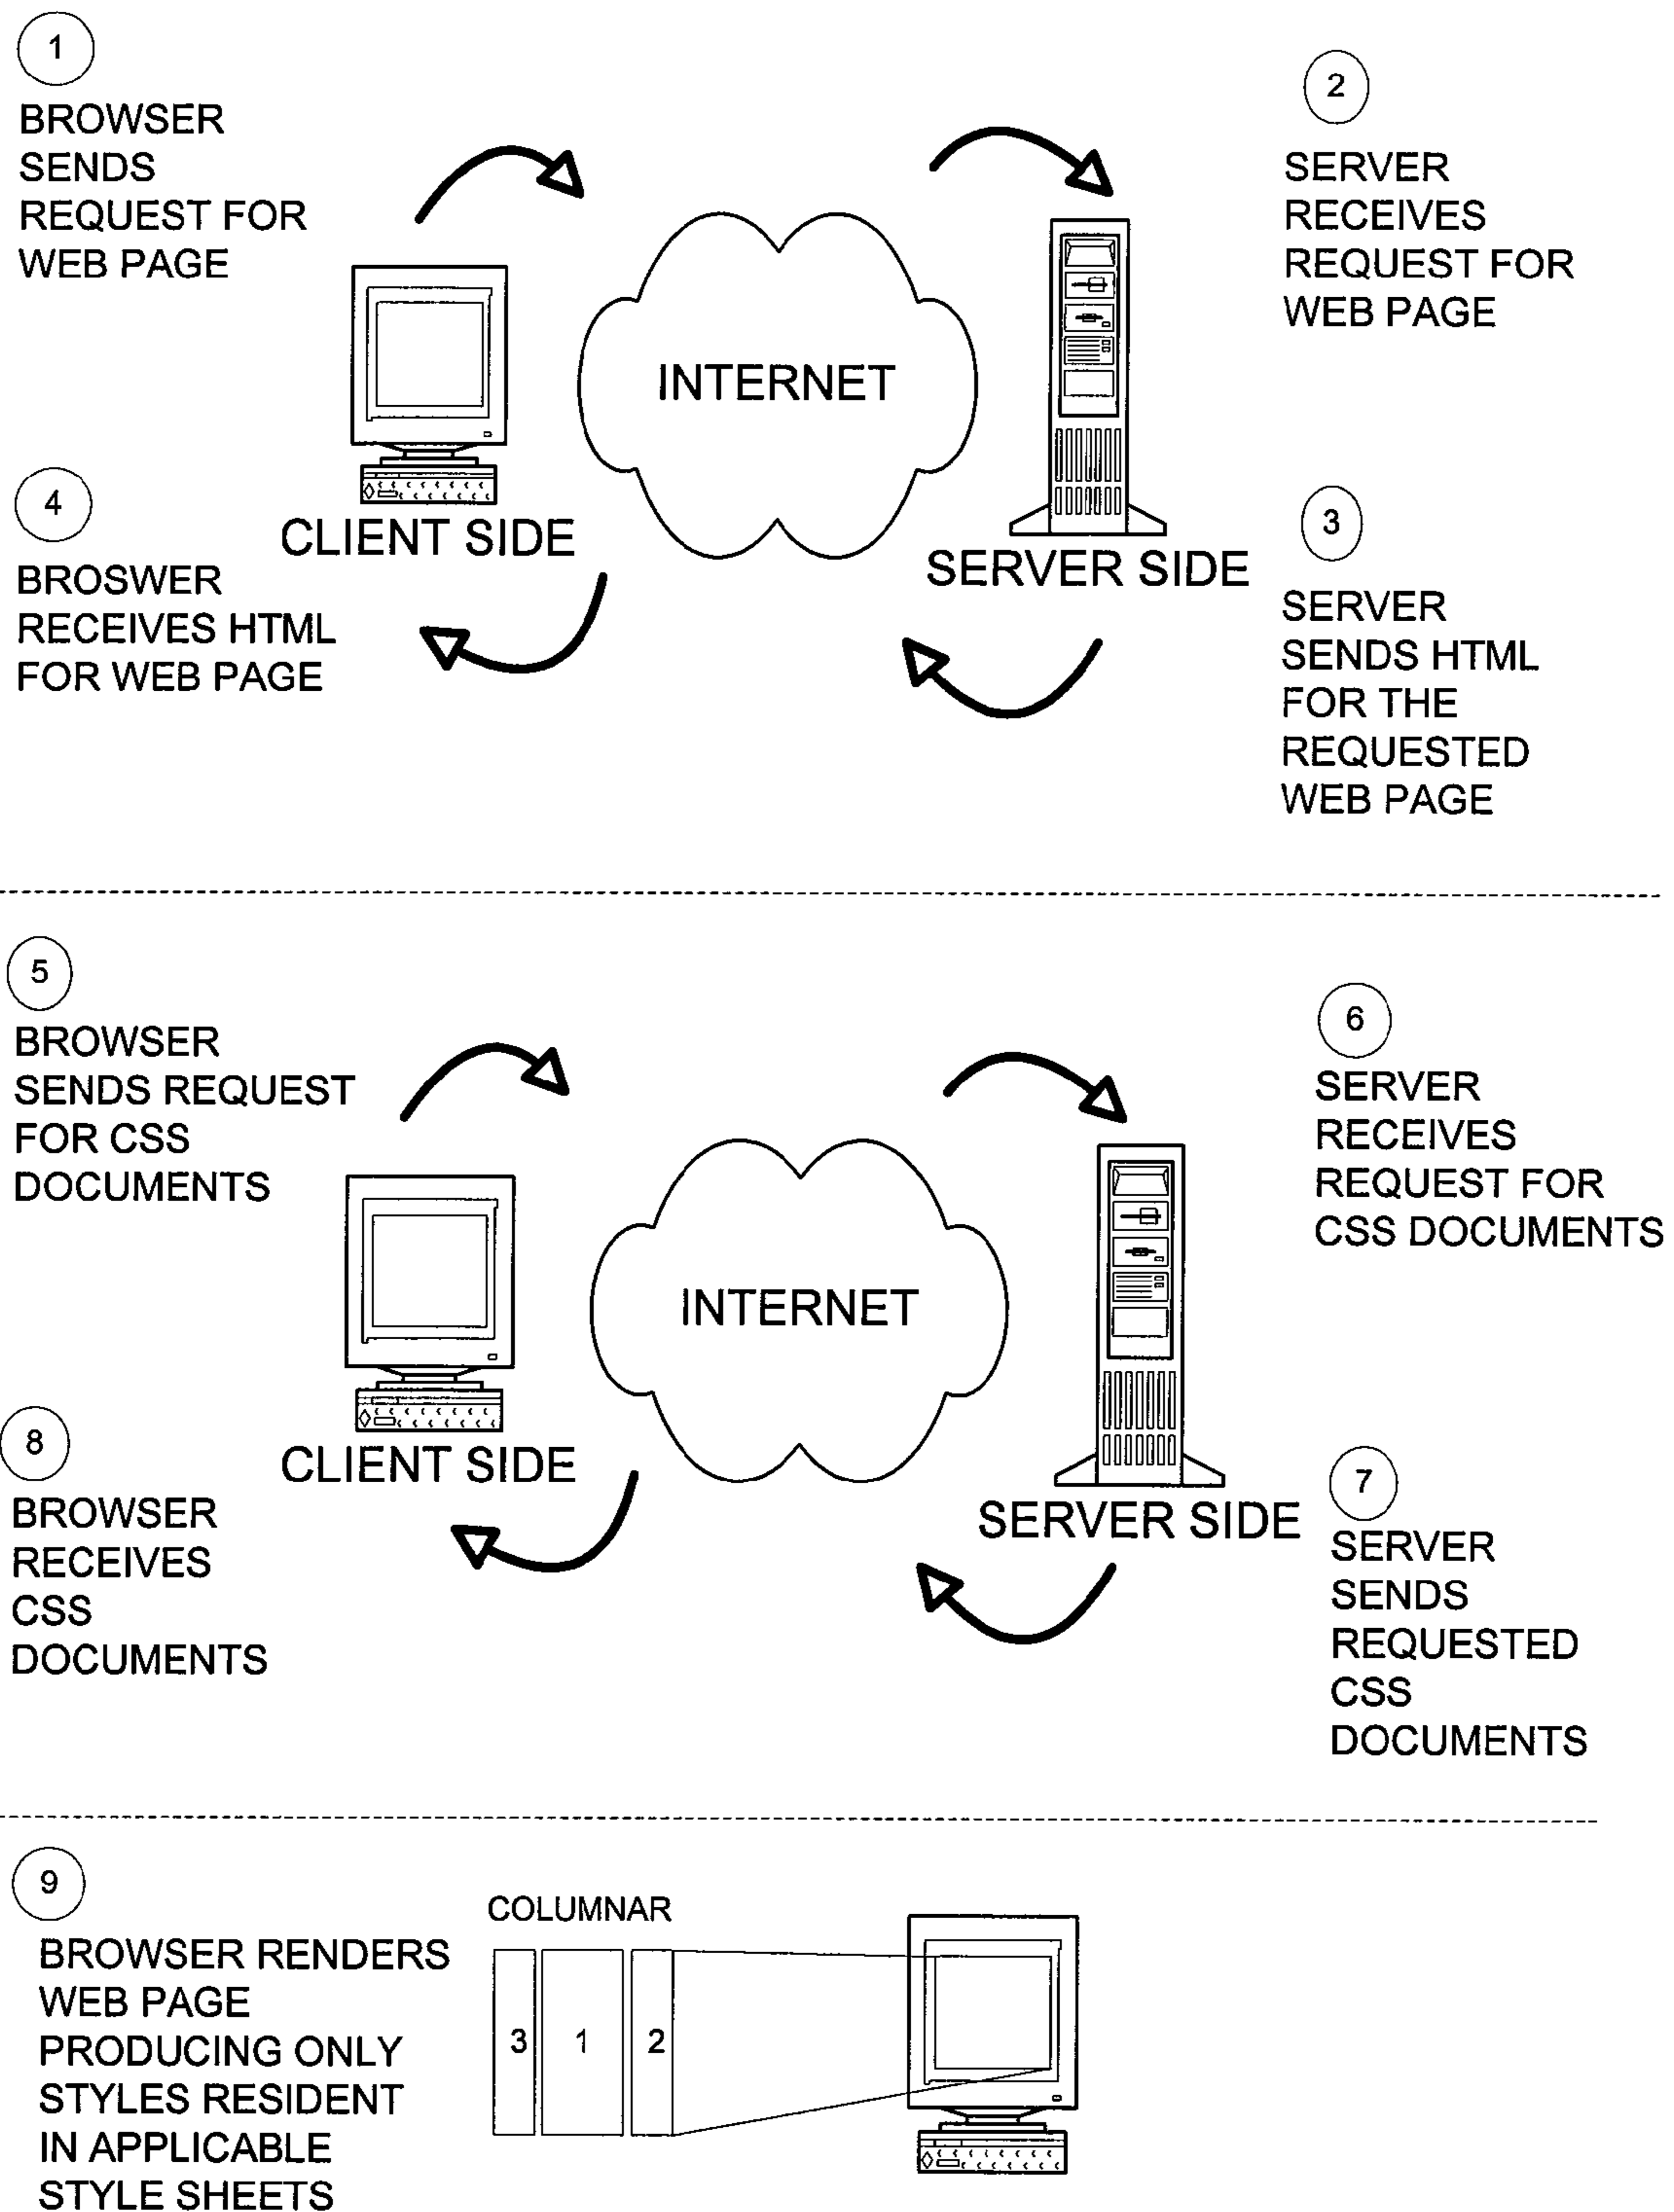 1
BROWSER
SENDS
REQUEST FOR
WEB PAGE
2
SERVER
RECEIVES
REQUEST FOR
WEB PAGE
INTERNET
CLIENT SIDE
SERVER SIDE
3
SERVER
SENDS HTML
FOR THE
REQUESTED
WEB PAGE
4
BROSWER
RECEIVES HTML
FOR WEB PAGE
5
BROWSER
SENDS REQUEST
FOR CSS
DOCUMENTS
6
SERVER
RECEIVES
REQUEST FOR
CSS DOCUMENTS
INTERNET
CLIENT SIDE
SERVER SIDE
7
SERVER
SENDS
REQUESTED
CSS
DOCUMENTS
8
BROWSER
RECEIVES
CSS
DOCUMENTS
9
BROWSER RENDERS
WEB PAGE
PRODUCING ONLY
STYLES RESIDENT
IN APPLICABLE
STYLE SHEETS
COLUMNAR
3 1 2